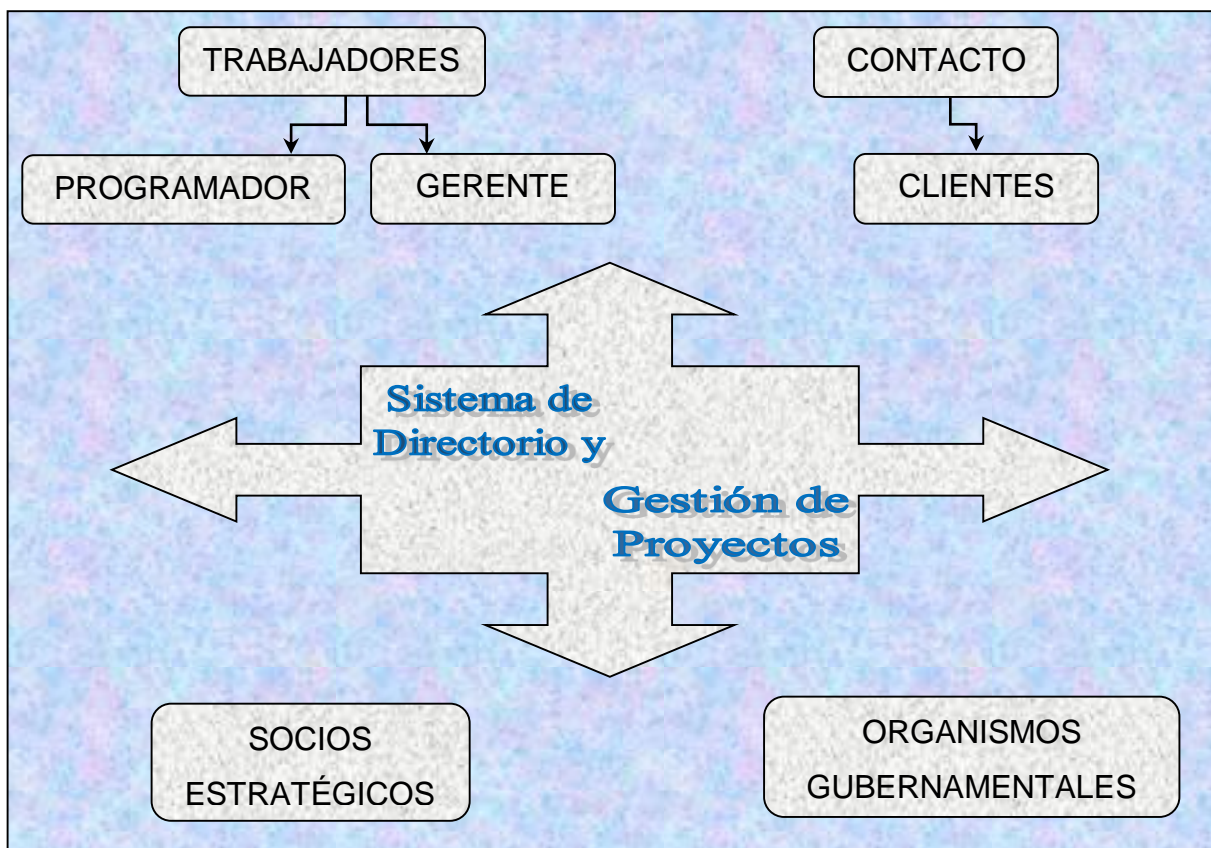 TRABAJADORES
CONTACTO
PROGRAMADOR
GERENTE
CLIENTES
Sistema de
Directorio y
Gestión de
Proyectos
SOCIOS
ESTRATÉGICOS
ORGANISMOS
GUBERNAMENTALES